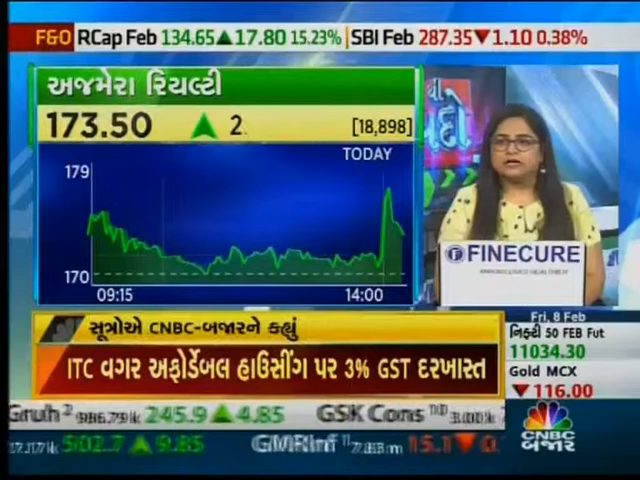 F&O RCap Feb 134.65▲17.80 15.23% SBI Feb 287.35▼1.10 0.38%
અજમેરા રિયલ્ટી
173.50 ▲ 2 [18,898]
TODAY
179
170
09:15 14:00
FINECURE
Fri, 8 Feb
નિફ્ટી 50 FEB Fut
11034.30
Gold MCX
▼116.00
સૂત્રોએ CNBC-બજારને કહ્યું
ITC વગર અફોર્ડેબલ હાઉસીંગ પર 3% GST દરખાસ્ત
Gruh 245.9▲4.85 GSK Cons
▲9.85 GMRInf 15.1▼0.
CNBC
બજાર